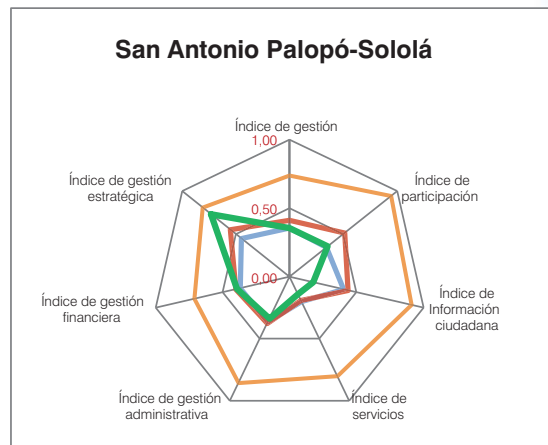 San Antonio Palopó-Sololá
Índice de gestión
1,00
Índice de gestión
estratégica
Índice de
participación
0,50
0,00
Índice de gestión
financiera
Índice de
Información
ciudadana
Índice de gestión
administrativa
Índice de
servicios